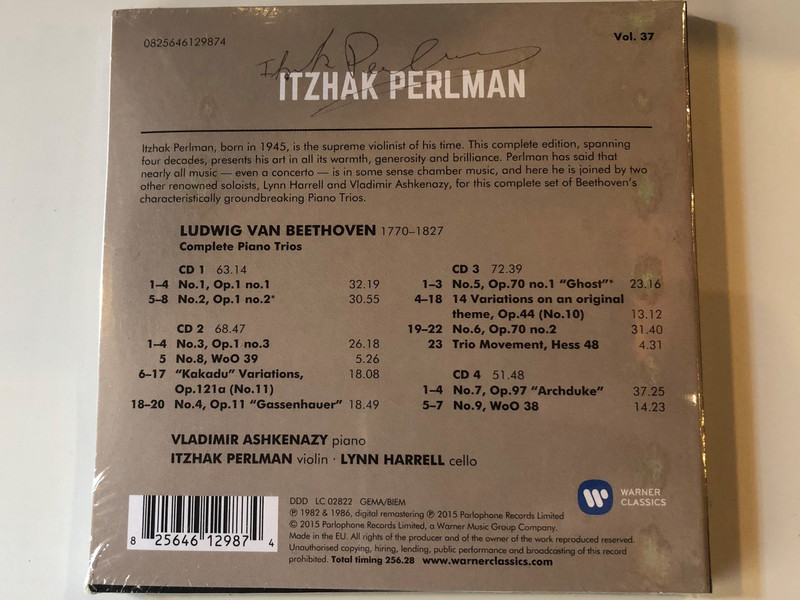 0825646129874
Vol. 37
Itzhak Perlman
ITZHAK PERLMAN
Itzhak Perlman, born in 1945, is the supreme violinist of his time. This complete edition, spanning
four decades, presents his art in all its warmth, generosity and brilliance. Perlman has said that
nearly all music — even a concerto — is in some sense chamber music, and here he is joined by two
other renowned soloists, Lynn Harrell and Vladimir Ashkenazy, for this complete set of Beethoven's
characteristically groundbreaking Piano Trios.
LUDWIG VAN BEETHOVEN 1770–1827
Complete Piano Trios
CD 1 63.14
1–4 No.1, Op.1 no.1 32.19
5–8 No.2, Op.1 no.2* 30.55
CD 2 68.47
1–4 No.3, Op.1 no.3 26.18
5 No.8, WoO 39 5.26
6–17 "Kakadu" Variations, 18.08
Op.121a (No.11)
18–20 No.4, Op.11 "Gassenhauer" 18.49
CD 3 72.39
1–3 No.5, Op.70 no.1 "Ghost"* 23.16
4–18 14 Variations on an original
theme, Op.44 (No.10) 13.12
19–22 No.6, Op.70 no.2 31.40
23 Trio Movement, Hess 48 4.31
CD 4 51.48
1–4 No.7, Op.97 "Archduke" 37.25
5–7 No.9, WoO 38 14.23
VLADIMIR ASHKENAZY piano
ITZHAK PERLMAN violin · LYNN HARRELL cello
8 25646 12987 4
DDD LC 02822 GEMA/BIEM
℗ 1982 & 1986, digital remastering ℗ 2015 Parlophone Records Limited
© 2015 Parlophone Records Limited, a Warner Music Group Company.
Made in the EU. All rights of the producer and of the owner of the work reproduced reserved.
Unauthorised copying, hiring, lending, public performance and broadcasting of this record
prohibited. Total timing 256.28 www.warnerclassics.com
WARNER
CLASSICS